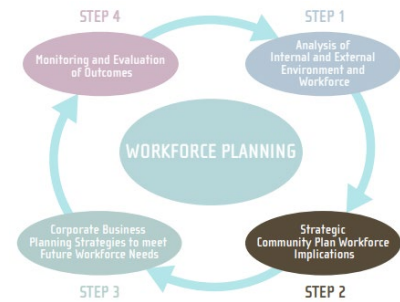 STEP 4
STEP 1
Monitoring and Evaluation
of Outcomes
Analysis of
Internal and External
Environment and
Workforce
WORKFORCE PLANNING
Corporate Business
Planning Strategies to meet
Future Workforce Needs
Strategic
Community Plan Workforce
Implications
STEP 3
STEP 2